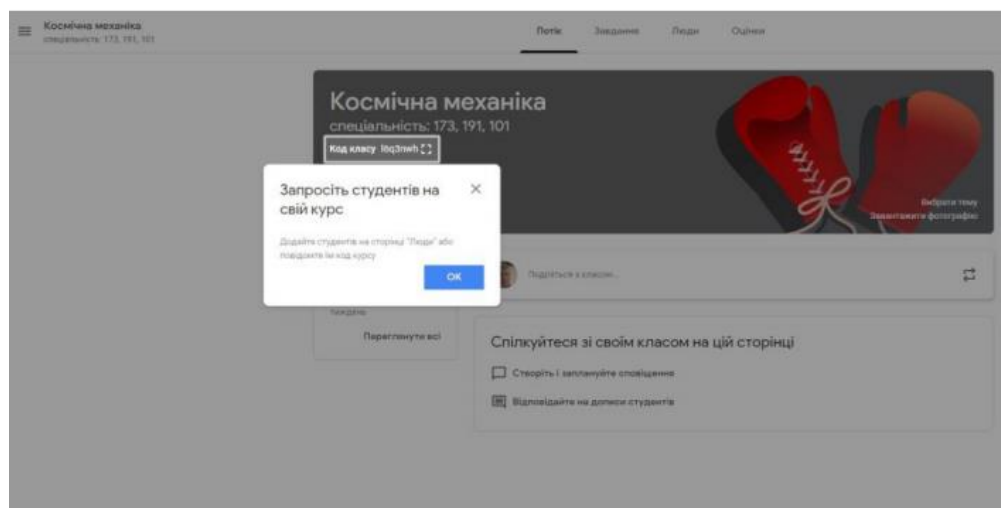 Космічна механіка
спеціальність: 173, 191, 101
Потік Завдання Люди Оцінки
Космічна механіка
спеціальність: 173, 191, 101
Код класу
Запросіть студентів на
свій курс
Додайте студентів на сторінці "Люди" або
повідомте їм код курсу
OK
Вибрати тему
Завантажити фотографію
Поділіться з класом...
тиждень
Переглянути всі
Спілкуйтеся зі своїм класом на цій сторінці
Створіть і заплануйте сповіщення
Відповідайте на дописи студентів